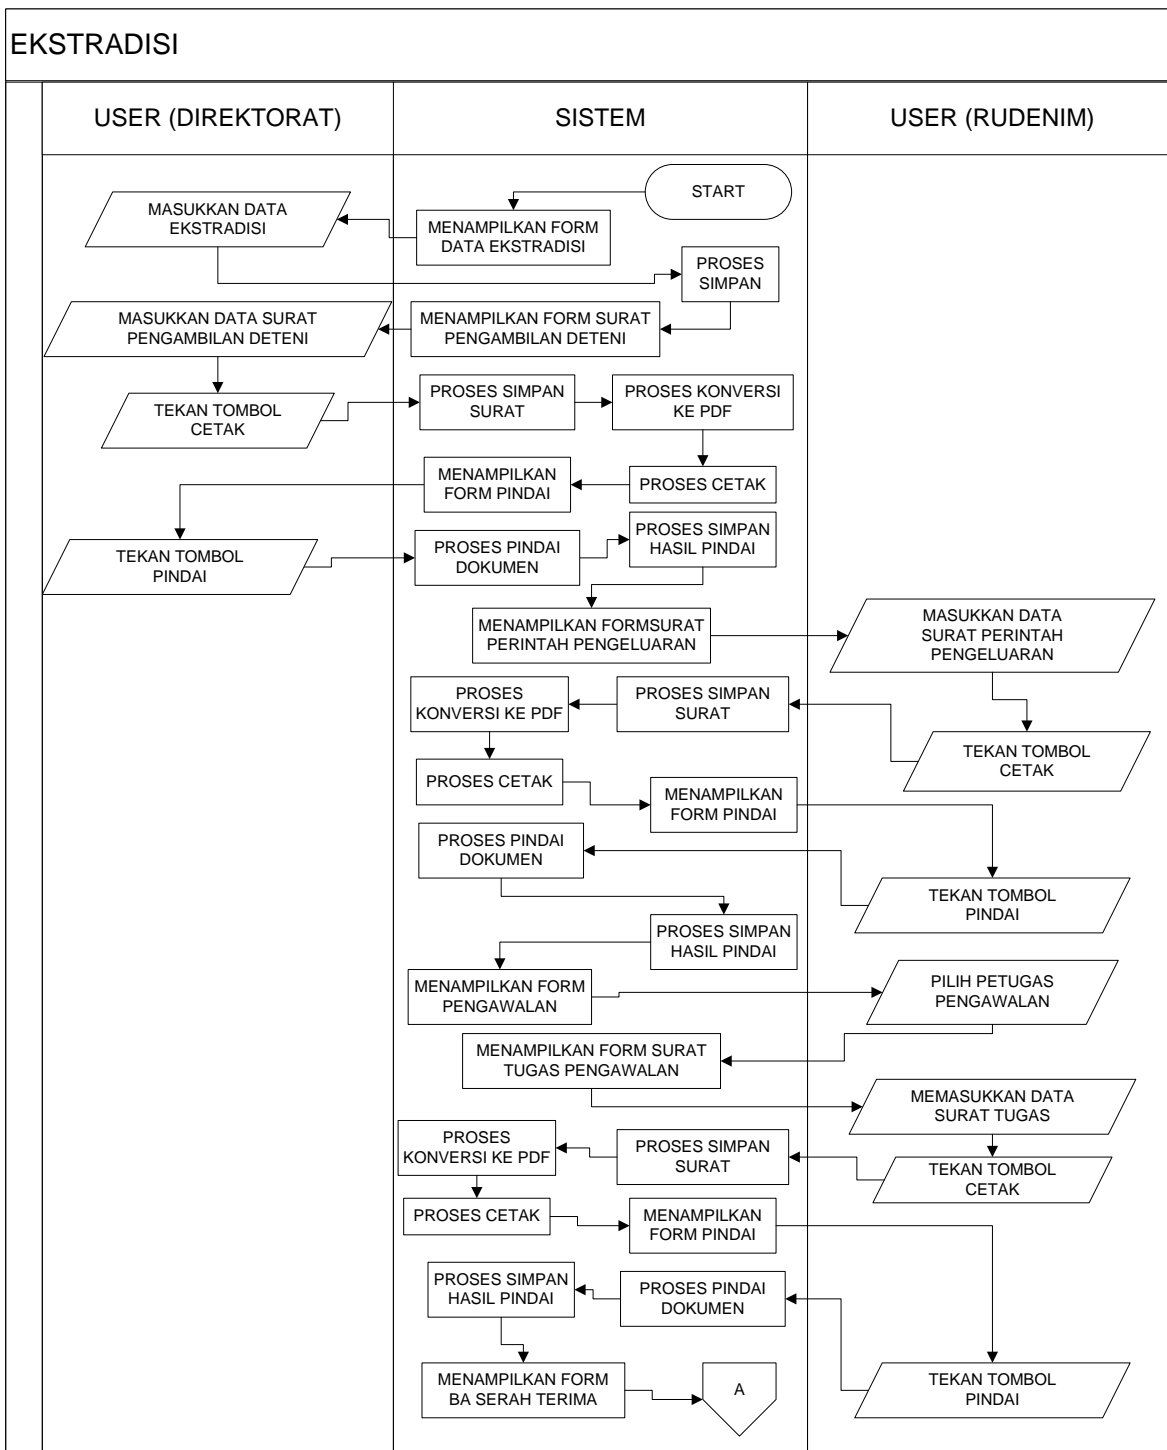 EKSTRADISI
USER (DIREKTORAT)
SISTEM
USER (RUDENIM)
START
MENAMPILKAN FORM
DATA EKSTRADISI
MASUKKAN DATA
EKSTRADISI
PROSES
SIMPAN
MENAMPILKAN FORM SURAT
PENGAMBILAN DETENI
MASUKKAN DATA SURAT
PENGAMBILAN DETENI
TEKAN TOMBOL
CETAK
PROSES SIMPAN
SURAT
PROSES KONVERSI
KE PDF
PROSES CETAK
MENAMPILKAN
FORM PINDAI
TEKAN TOMBOL
PINDAI
PROSES PINDAI
DOKUMEN
PROSES SIMPAN
HASIL PINDAI
MENAMPILKAN FORMSURAT
PERINTAH PENGELUARAN
MASUKKAN DATA
SURAT PERINTAH
PENGELUARAN
TEKAN TOMBOL
CETAK
PROSES SIMPAN
SURAT
PROSES
KONVERSI KE PDF
PROSES CETAK
MENAMPILKAN
FORM PINDAI
TEKAN TOMBOL
PINDAI
PROSES PINDAI
DOKUMEN
PROSES SIMPAN
HASIL PINDAI
MENAMPILKAN FORM
PENGAWALAN
PILIH PETUGAS
PENGAWALAN
MENAMPILKAN FORM SURAT
TUGAS PENGAWALAN
MEMASUKKAN DATA
SURAT TUGAS
TEKAN TOMBOL
CETAK
PROSES SIMPAN
SURAT
PROSES
KONVERSI KE PDF
PROSES CETAK
MENAMPILKAN
FORM PINDAI
TEKAN TOMBOL
PINDAI
PROSES PINDAI
DOKUMEN
PROSES SIMPAN
HASIL PINDAI
MENAMPILKAN FORM
BA SERAH TERIMA
A